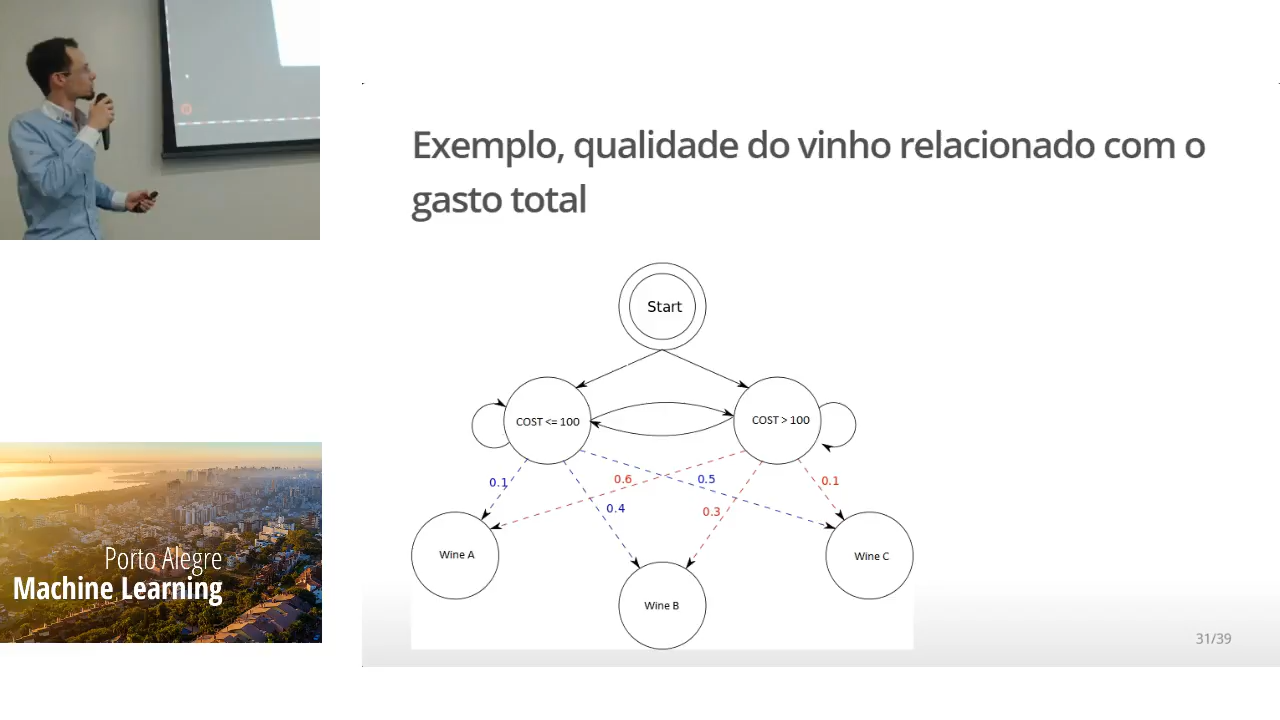 Exemplo, qualidade do vinho relacionado com o
gasto total
Start
COST <= 100
COST > 100
0.1
0.6
0.5
0.1
0.4
0.3
Wine A
Wine B
Wine C
Porto Alegre
Machine Learning
31/39